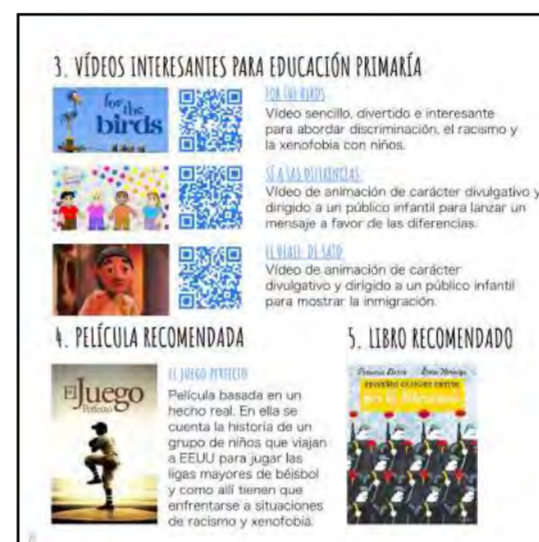 3. VÍDEOS INTERESANTES PARA EDUCACIÓN PRIMARÍA
for the
birds
FOR THE BIRDS
Vídeo sencillo, divertido e interesante
para abordar discriminación, el racismo y
la xenofobia con niños.
SÍ A LAS DIFERENCIAS
Vídeo de animación de carácter divulgativo y
dirigido a un público infantil para lanzar un
mensaje a favor de las diferencias.
EL VIAJE DE SAID
Vídeo de animación de carácter
divulgativo y dirigido a un público infantil
para mostrar la inmigración.
4. PELÍCULA RECOMENDADA
El Juego
Perfecto
EL JUEGO PERFECTO
Película basada en un
hecho real. En ella se
cuenta la historia de un
grupo de niños que viajan
a EEUU para jugar las
ligas mayores de béisbol
y como allí tienen que
enfrentarse a situaciones
de racismo y xenofobia.
5. LIBRO RECOMENDADO